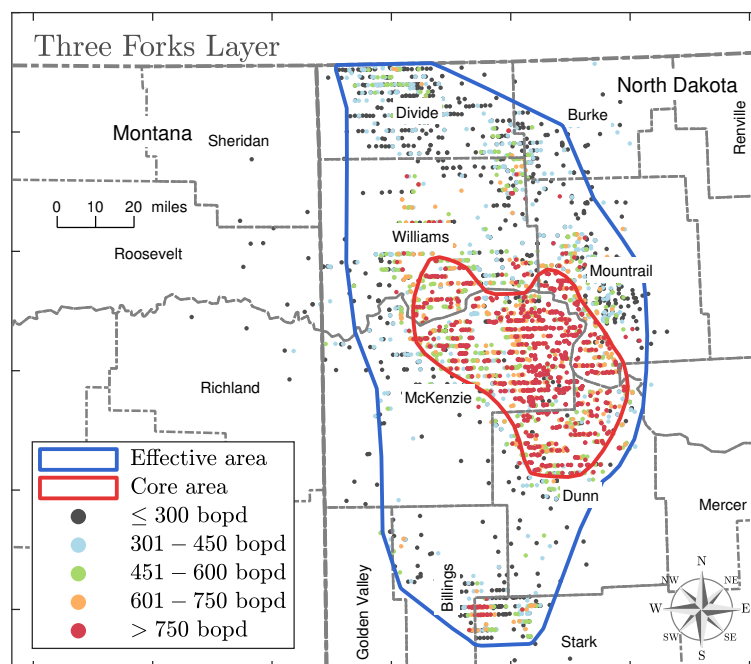 Three Forks Layer
North Dakota
Divide
Burke
Renville
Montana
Sheridan
0 10 20 miles
Williams
Roosevelt
Mountrail
Richland
McKenzie
Effective area
Core area
≤ 300 bopd
301 – 450 bopd
451 – 600 bopd
601 – 750 bopd
> 750 bopd
Dunn
Mercer
Golden Valley
Billings
Stark
N
NW NE
W E
SW SE
S